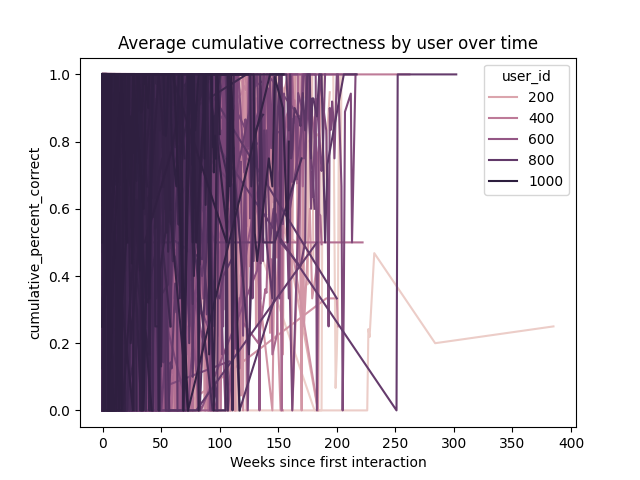 Average cumulative correctness by user over time
cumulative_percent_correct
1.0
0.8
0.6
0.4
0.2
0.0
user_id
200
400
600
800
1000
0 50 100 150 200 250 300 350 400
Weeks since first interaction